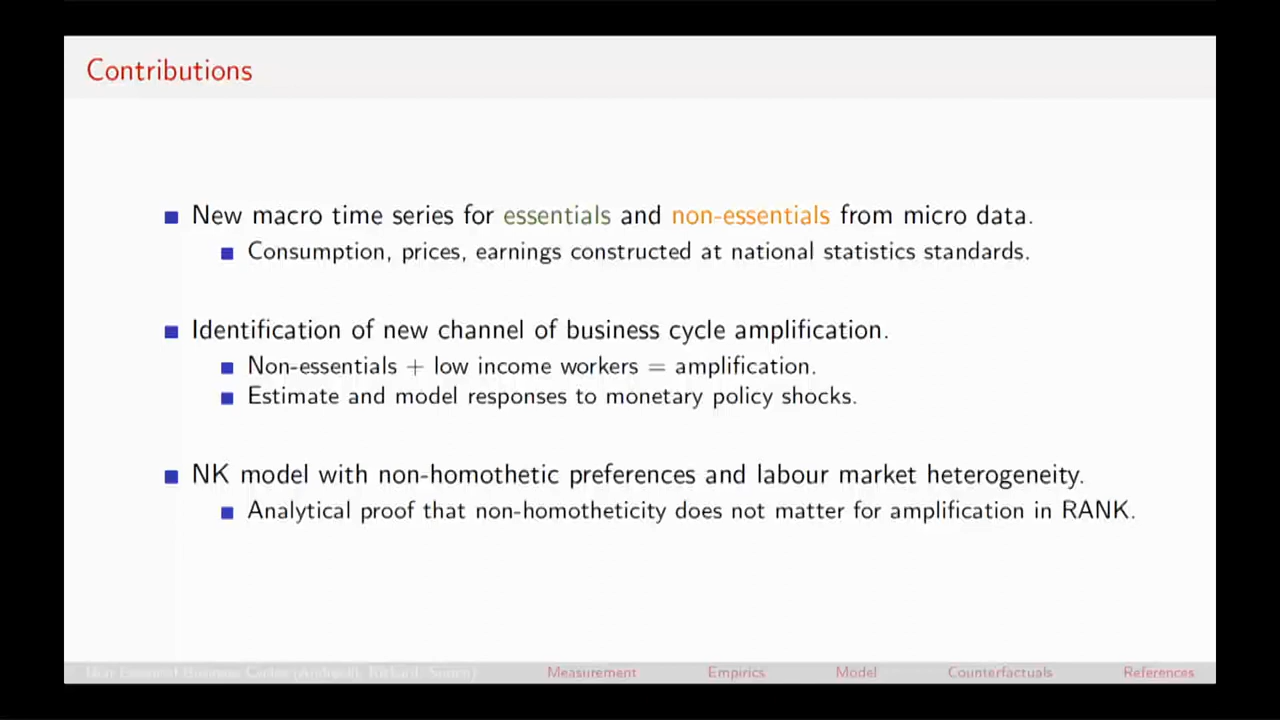 Contributions
New macro time series for essentials and non-essentials from micro data.
Consumption, prices, earnings constructed at national statistics standards.
Identification of new channel of business cycle amplification.
Non-essentials + low income workers = amplification.
Estimate and model responses to monetary policy shocks.
NK model with non-homothetic preferences and labour market heterogeneity.
Analytical proof that non-homotheticity does not matter for amplification in RANK.
Business Cycles Measurement Empirics Model Counterfactuals References